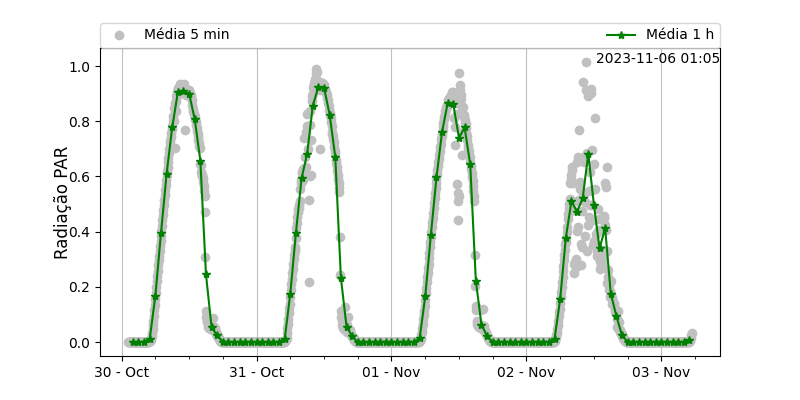 Média 5 min
Média 1 h
2023-11-06 01:05
Radiação PAR
1.0
0.8
0.6
0.4
0.2
0.0
30 - Oct
31 - Oct
01 - Nov
02 - Nov
03 - Nov